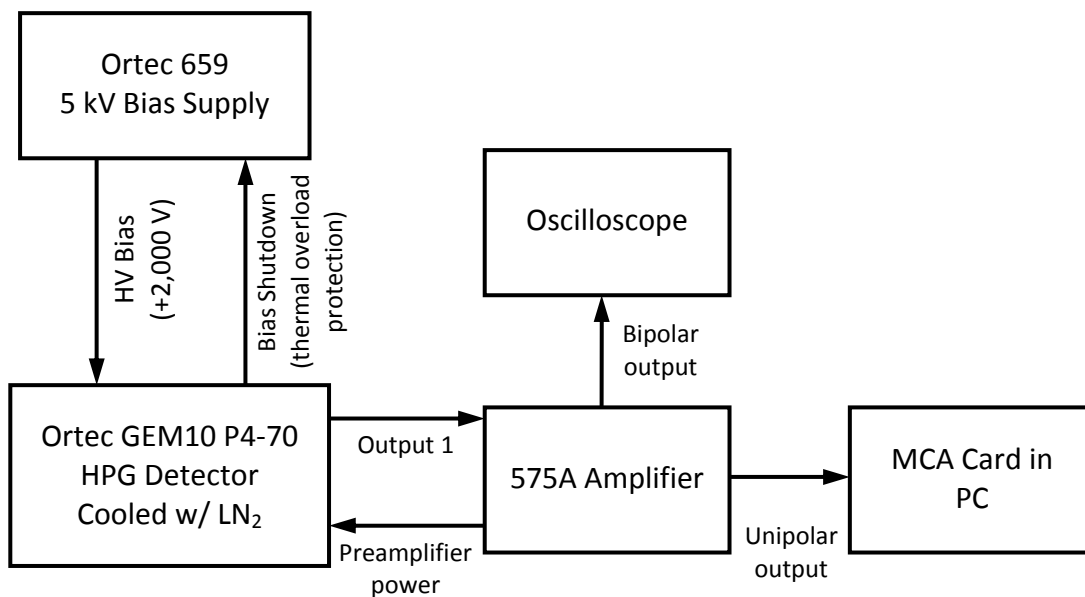 Ortec 659
5 kV Bias Supply
HV Bias
(+2,000 V)
Bias Shutdown
(thermal overload
protection)
Oscilloscope
Bipolar
output
Ortec GEM10 P4-70
HPG Detector
Cooled w/ LN₂
Output 1
Preamplifier
power
575A Amplifier
Unipolar
output
MCA Card in
PC